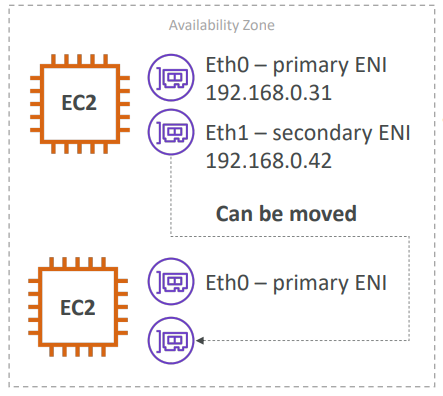 Availability Zone
EC2
Eth0 – primary ENI
192.168.0.31
Eth1 – secondary ENI
192.168.0.42
Can be moved
EC2
Eth0 – primary ENI